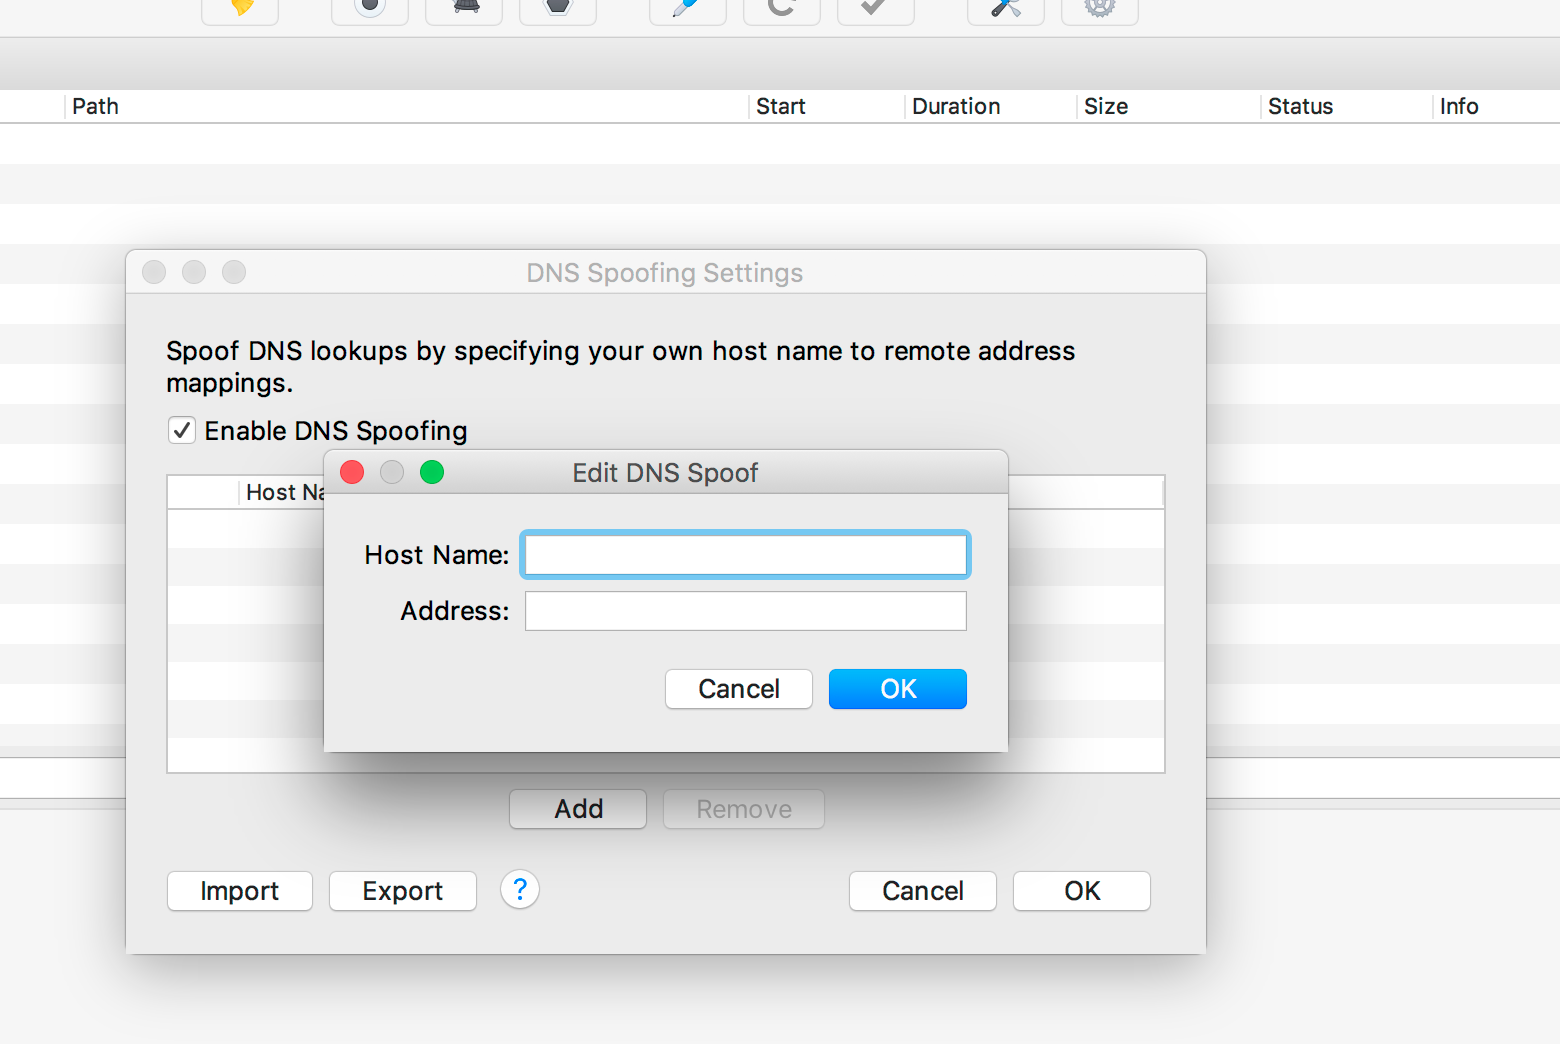 Path Start Duration Size Status Info
DNS Spoofing Settings
Spoof DNS lookups by specifying your own host name to remote address
mappings.
Enable DNS Spoofing
Host Na
Edit DNS Spoof
Host Name:
Address:
Cancel OK
Add Remove
Import Export ? Cancel OK